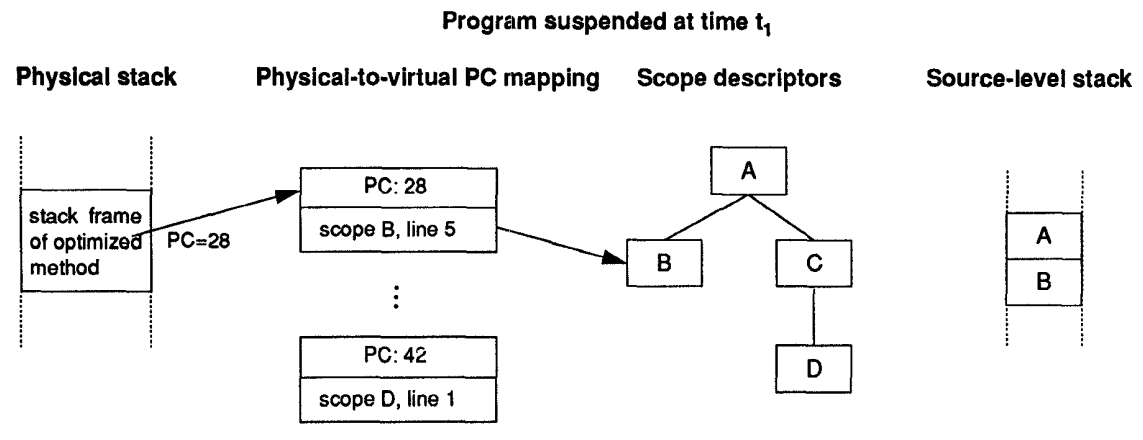 Program suspended at time t₁
Physical stack
Physical-to-virtual PC mapping
Scope descriptors
Source-level stack
stack frame
of optimized
method
PC=28
PC: 28
scope B, line 5
⋮
PC: 42
scope D, line 1
A
B
C
D
A
B